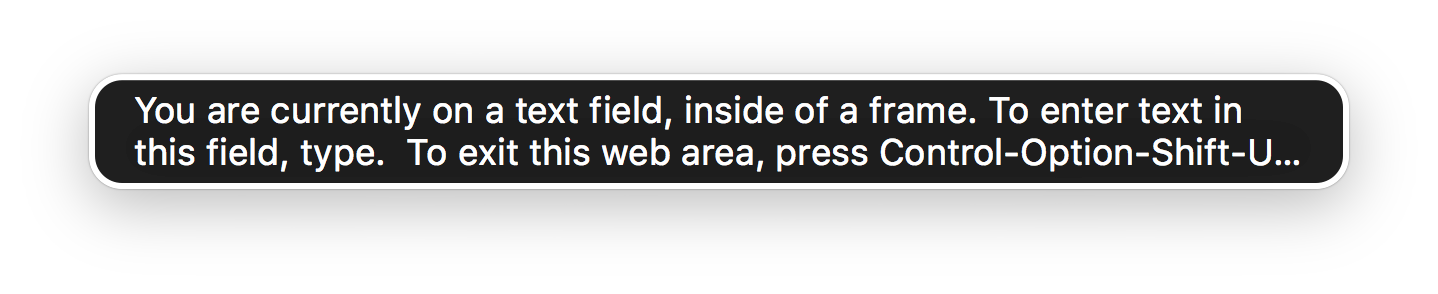 You are currently on a text field, inside of a frame. To enter text in
this field, type.  To exit this web area, press Control-Option-Shift-U...